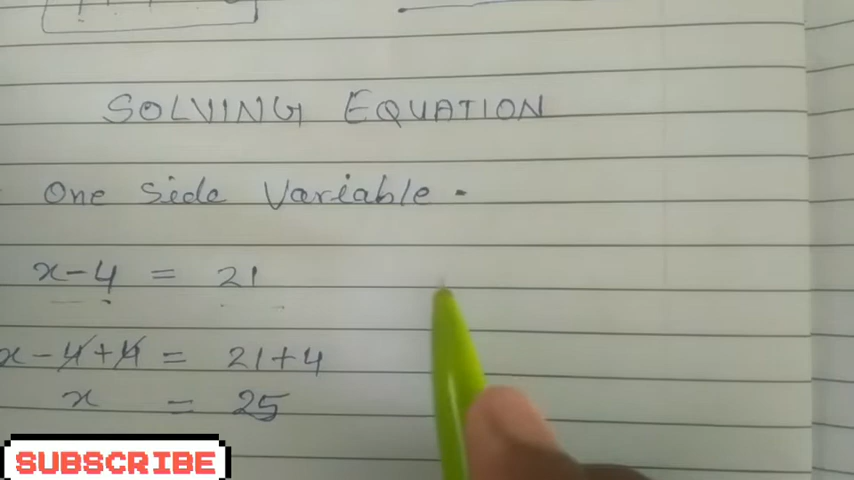 SOLVING EQUATION
One Side Variable.
x-4 = 21
x-4+4 = 21+4
x = 25
SUBSCRIBE